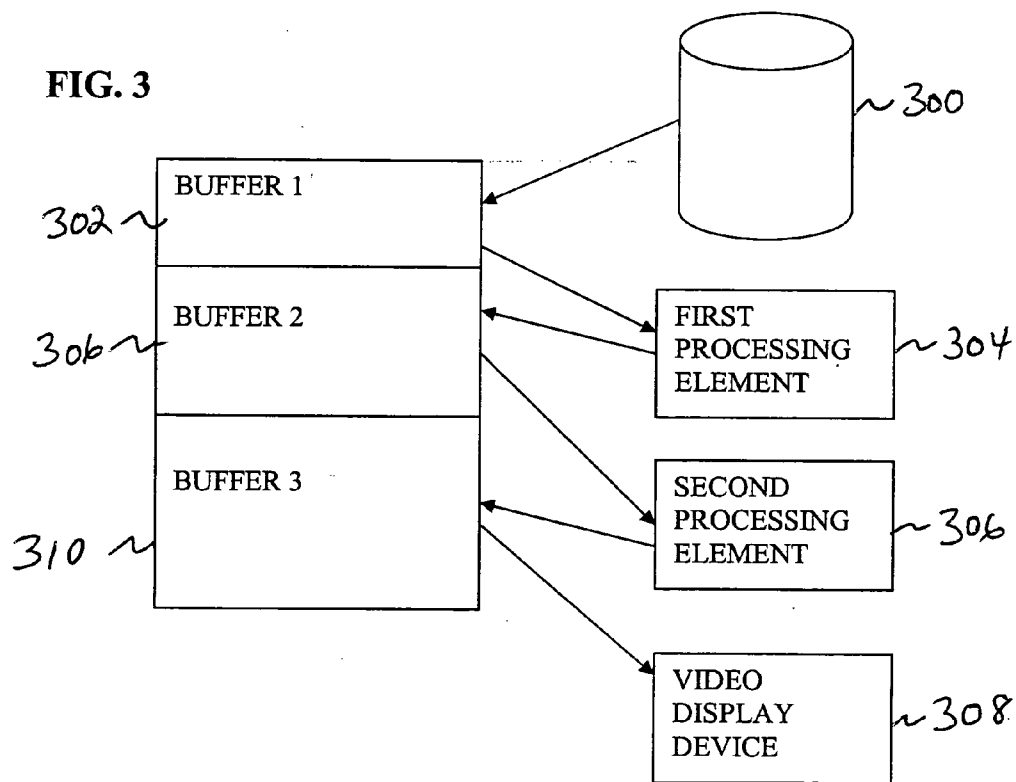 FIG. 3
300
BUFFER 1
302
BUFFER 2
306
FIRST
PROCESSING
ELEMENT
304
BUFFER 3
310
SECOND
PROCESSING
ELEMENT
306
VIDEO
DISPLAY
DEVICE
308